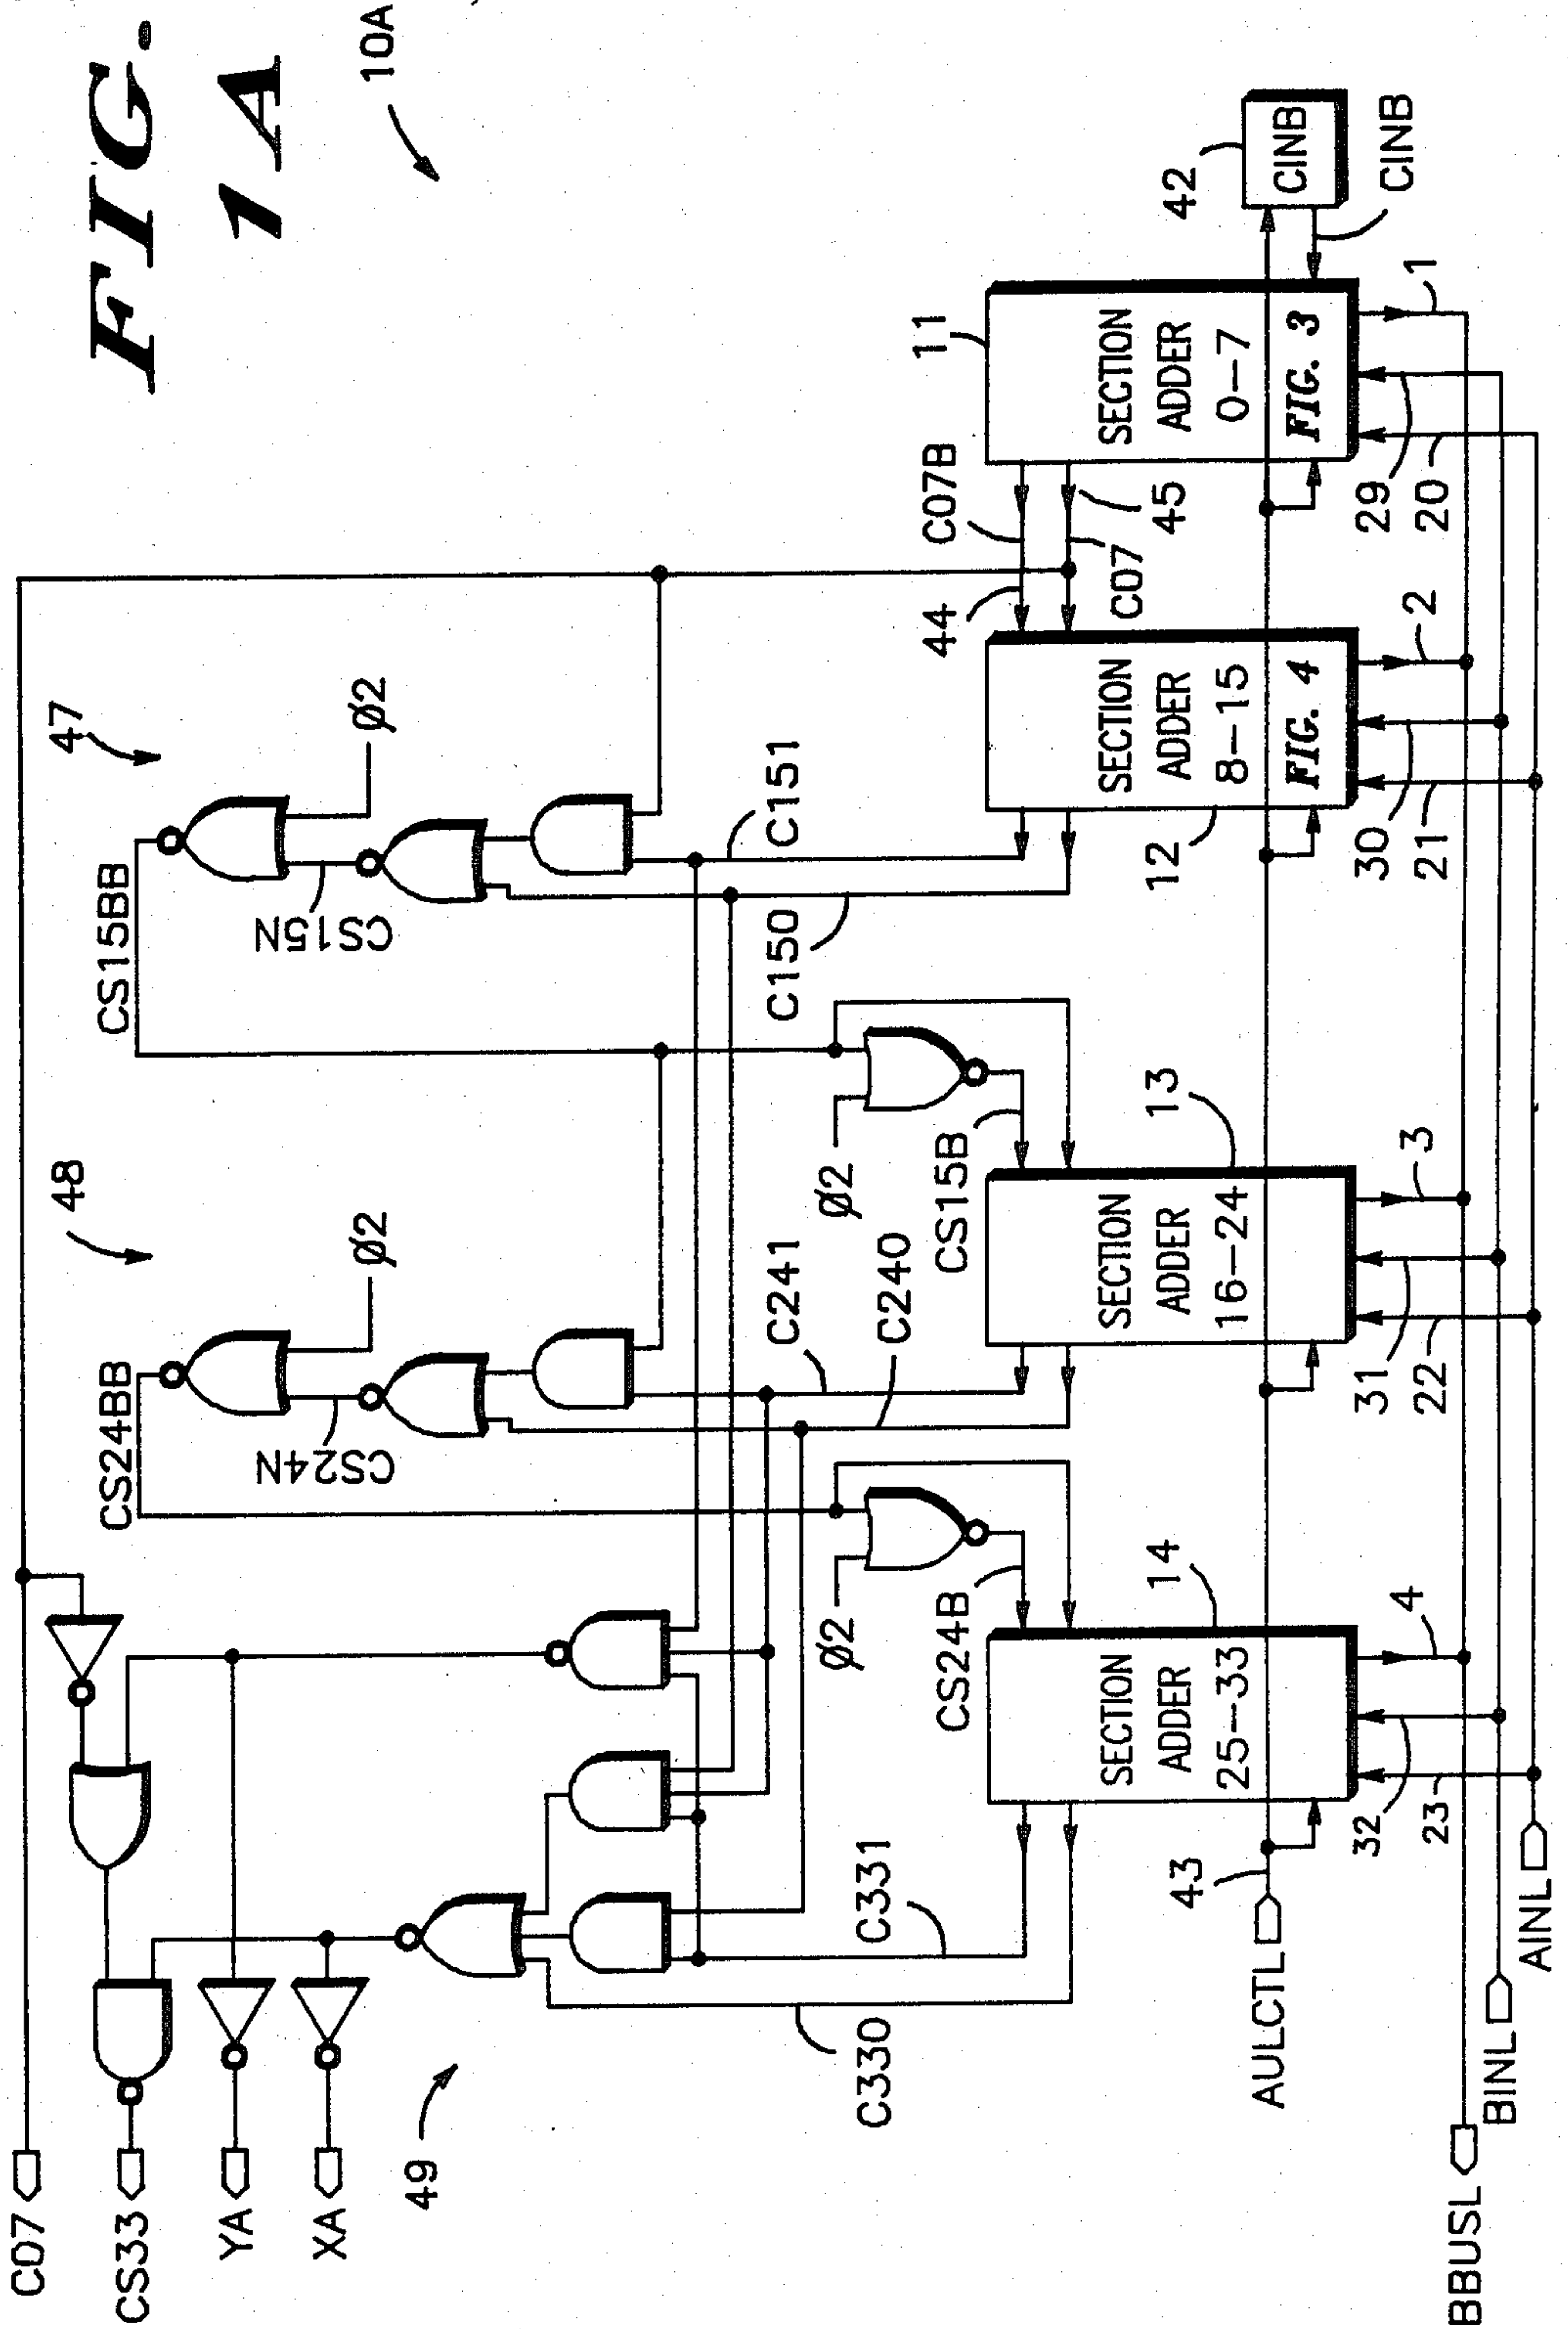 FIG.
1A
10A
CO7
CS33
YA
XA
49
48
47
CS24BB
CS15BB
CS24N
CS15N
Ø2
Ø2
C330
C331
C241
C240
C151
C150
Ø2
CS24B
Ø2
CS15B
44
C07B
C07
45
14
13
12
11
42
SECTION
ADDER
25-33
SECTION
ADDER
16-24
SECTION
ADDER
8-15
FIG. 4
SECTION
ADDER
0-7
FIG. 3
CINB
CINB
AULCTL
43
32
23
4
31
22
3
30
21
2
29
20
1
BBUSL
BINL
AINL